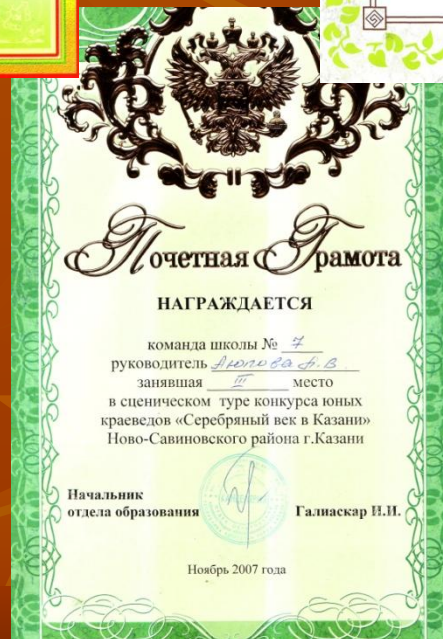 Почетная Грамота
НАГРАЖДАЕТСЯ
команда школы № 7
руководитель Аюпова А.В.
занявшая III место
в сценическом туре конкурса юных
краеведов «Серебряный век в Казани»
Ново-Савиновского района г.Казани
Начальник
отдела образования Галиаскар И.И.
Ноябрь 2007 года